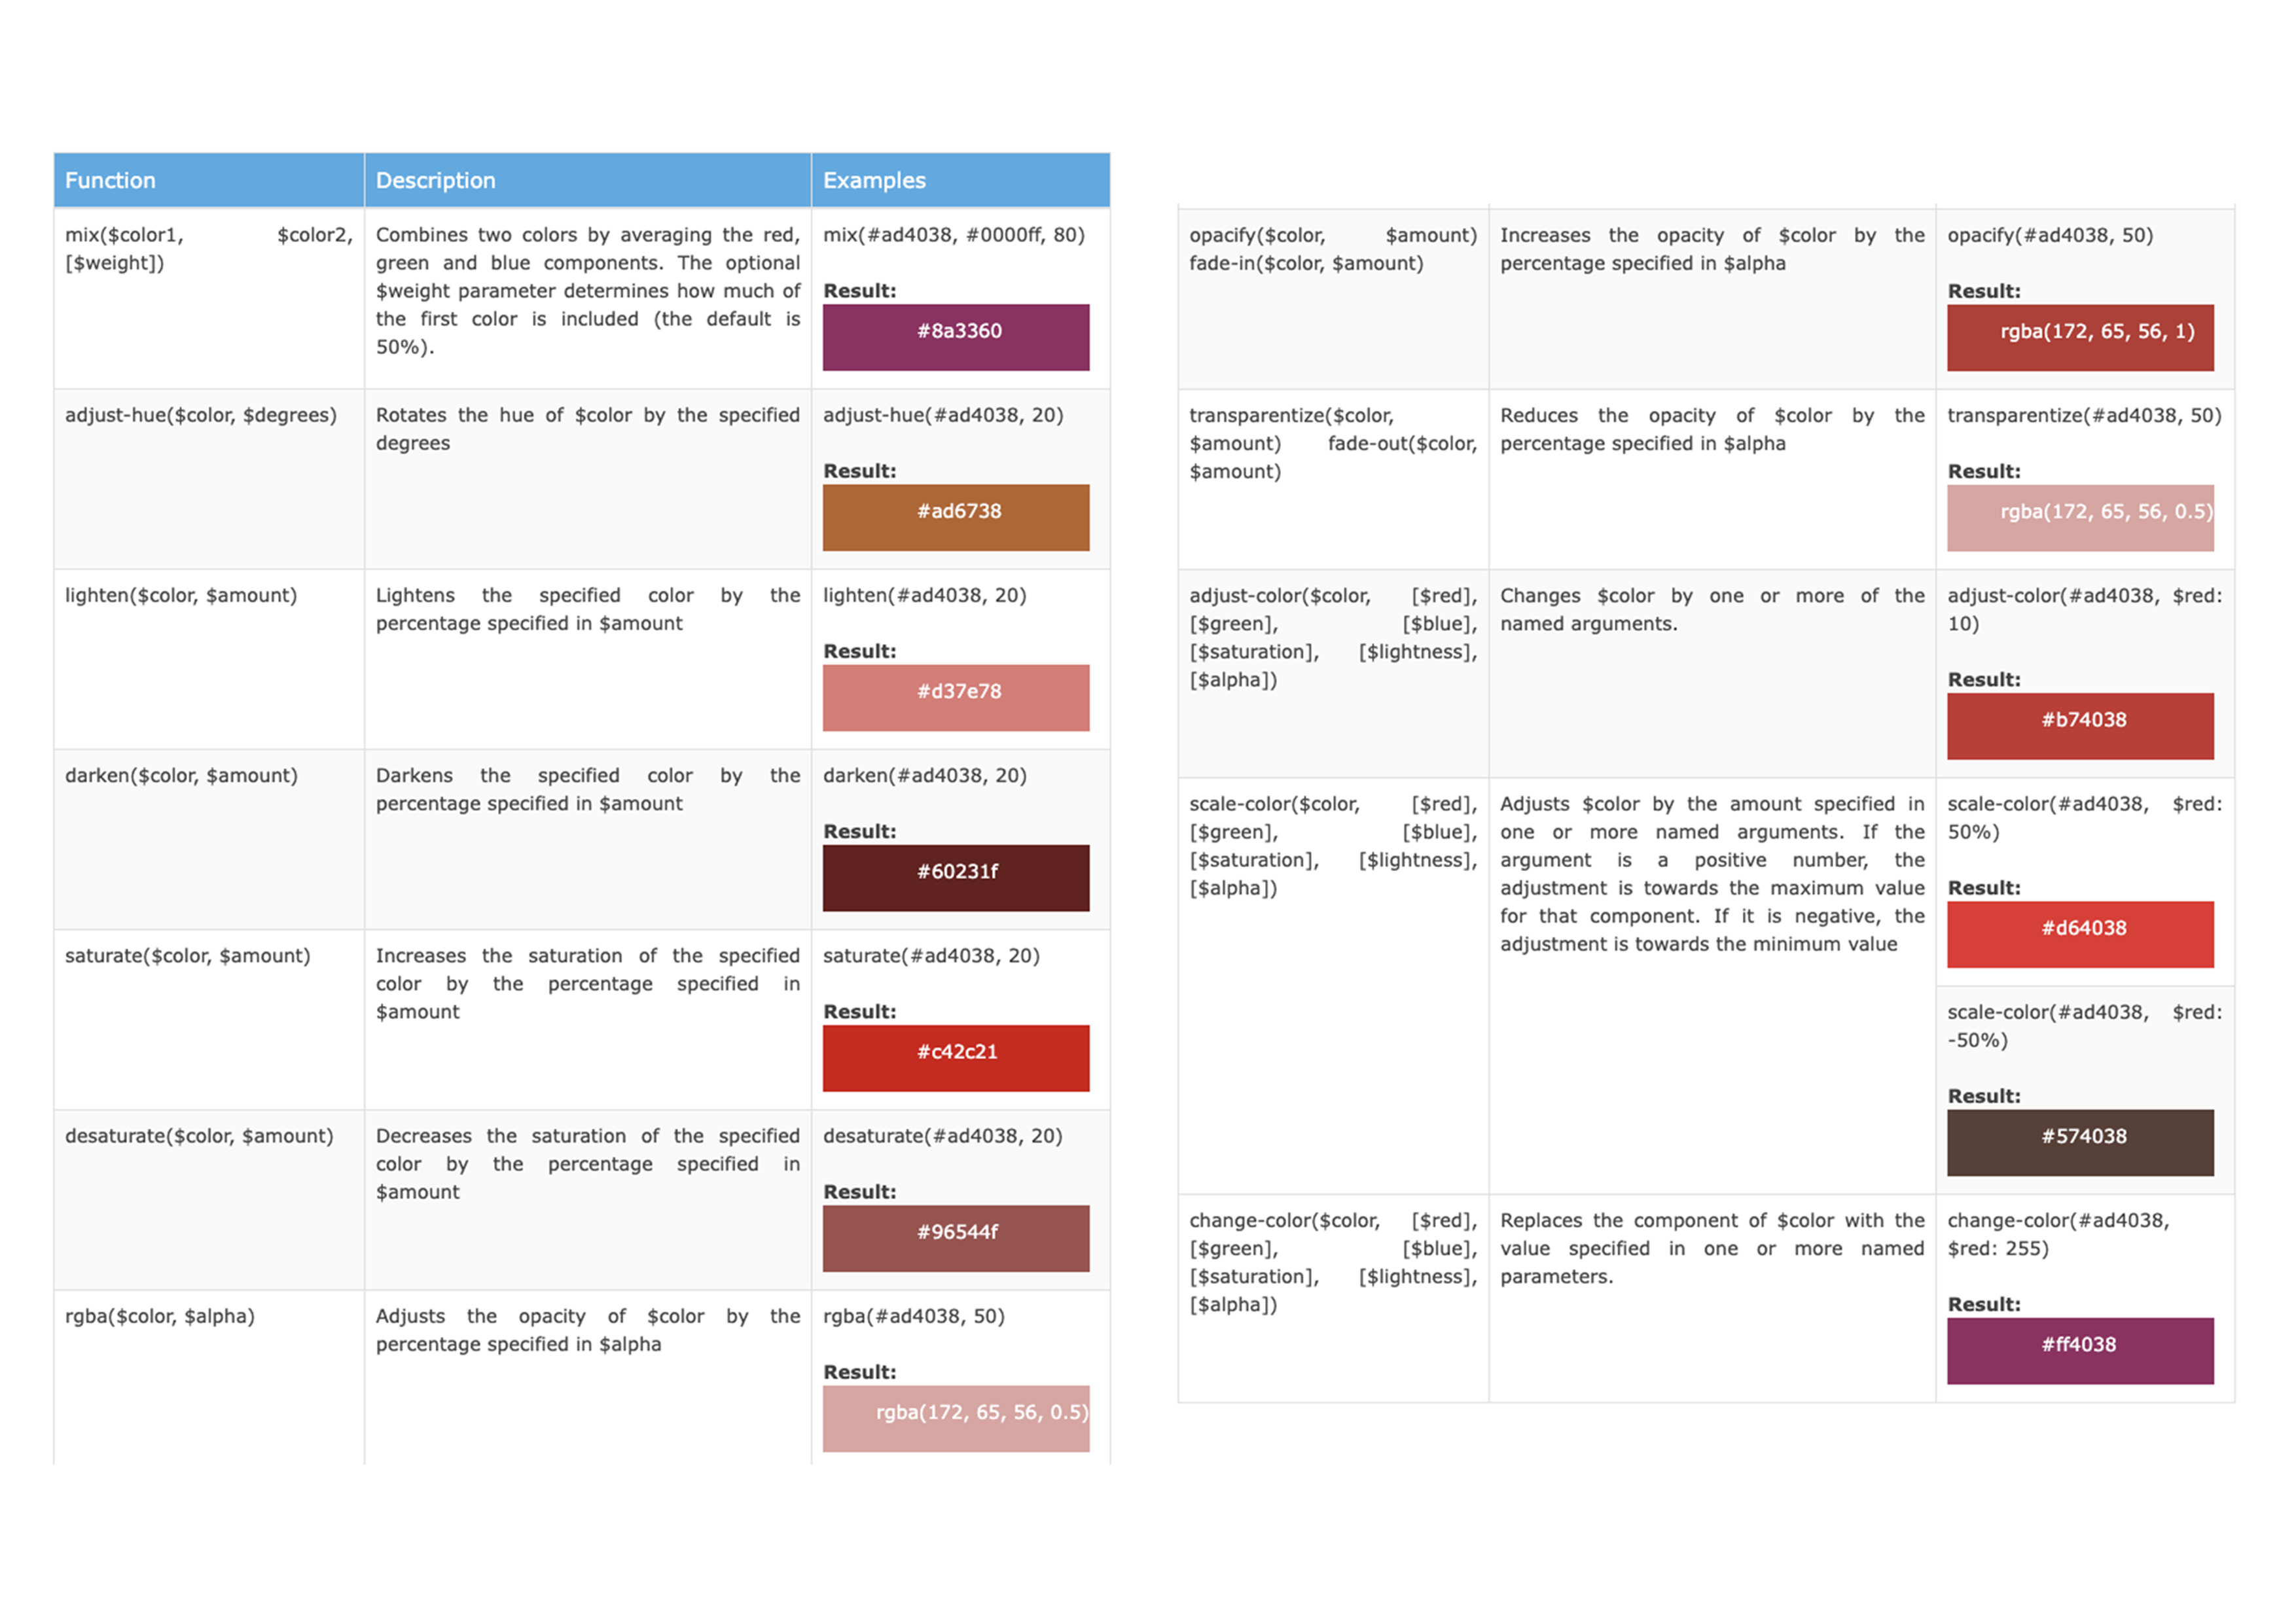 Function Description Examples
mix($color1, $color2,
[$weight])
Combines two colors by averaging the red,
green and blue components. The optional
$weight parameter determines how much of
the first color is included (the default is
50%).
mix(#ad4038, #0000ff, 80)
Result:
#8a3360
adjust-hue($color, $degrees)
Rotates the hue of $color by the specified
degrees
adjust-hue(#ad4038, 20)
Result:
#ad6738
lighten($color, $amount)
Lightens the specified color by the
percentage specified in $amount
lighten(#ad4038, 20)
Result:
#d37e78
darken($color, $amount)
Darkens the specified color by the
percentage specified in $amount
darken(#ad4038, 20)
Result:
#60231f
saturate($color, $amount)
Increases the saturation of the specified
color by the percentage specified in
$amount
saturate(#ad4038, 20)
Result:
#c42c21
desaturate($color, $amount)
Decreases the saturation of the specified
color by the percentage specified in
$amount
desaturate(#ad4038, 20)
Result:
#96544f
rgba($color, $alpha)
Adjusts the opacity of $color by the
percentage specified in $alpha
rgba(#ad4038, 50)
Result:
rgba(172, 65, 56, 0.5)
opacify($color, $amount)
fade-in($color, $amount)
Increases the opacity of $color by the
percentage specified in $alpha
opacify(#ad4038, 50)
Result:
rgba(172, 65, 56, 1)
transparentize($color,
$amount) fade-out($color,
$amount)
Reduces the opacity of $color by the
percentage specified in $alpha
transparentize(#ad4038, 50)
Result:
rgba(172, 65, 56, 0.5)
adjust-color($color, [$red],
[$green], [$blue],
[$saturation], [$lightness],
[$alpha])
Changes $color by one or more of the
named arguments.
adjust-color(#ad4038, $red:
10)
Result:
#b74038
scale-color($color, [$red],
[$green], [$blue],
[$saturation], [$lightness],
[$alpha])
Adjusts $color by the amount specified in
one or more named arguments. If the
argument is a positive number, the
adjustment is towards the maximum value
for that component. If it is negative, the
adjustment is towards the minimum value
scale-color(#ad4038, $red:
50%)
Result:
#d64038
scale-color(#ad4038, $red:
-50%)
Result:
#574038
change-color($color, [$red],
[$green], [$blue],
[$saturation], [$lightness],
[$alpha])
Replaces the component of $color with the
value specified in one or more named
parameters.
change-color(#ad4038,
$red: 255)
Result:
#ff4038